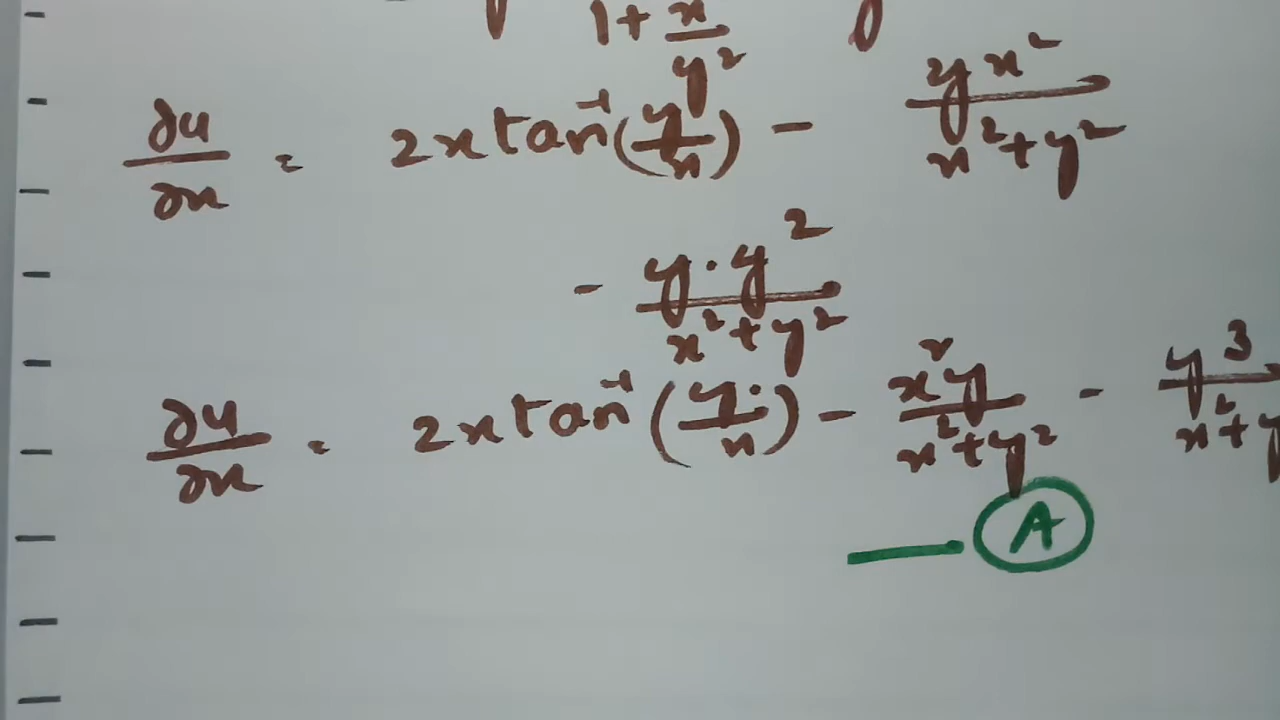 1 + x/y²
∂u/∂x = 2x tan⁻¹(y/x) − yx²/x²+y²
− y·y²/x²+y²
∂u/∂x = 2x tan⁻¹(y/x) − x²y/x²+y² − y³/x²+y
— A